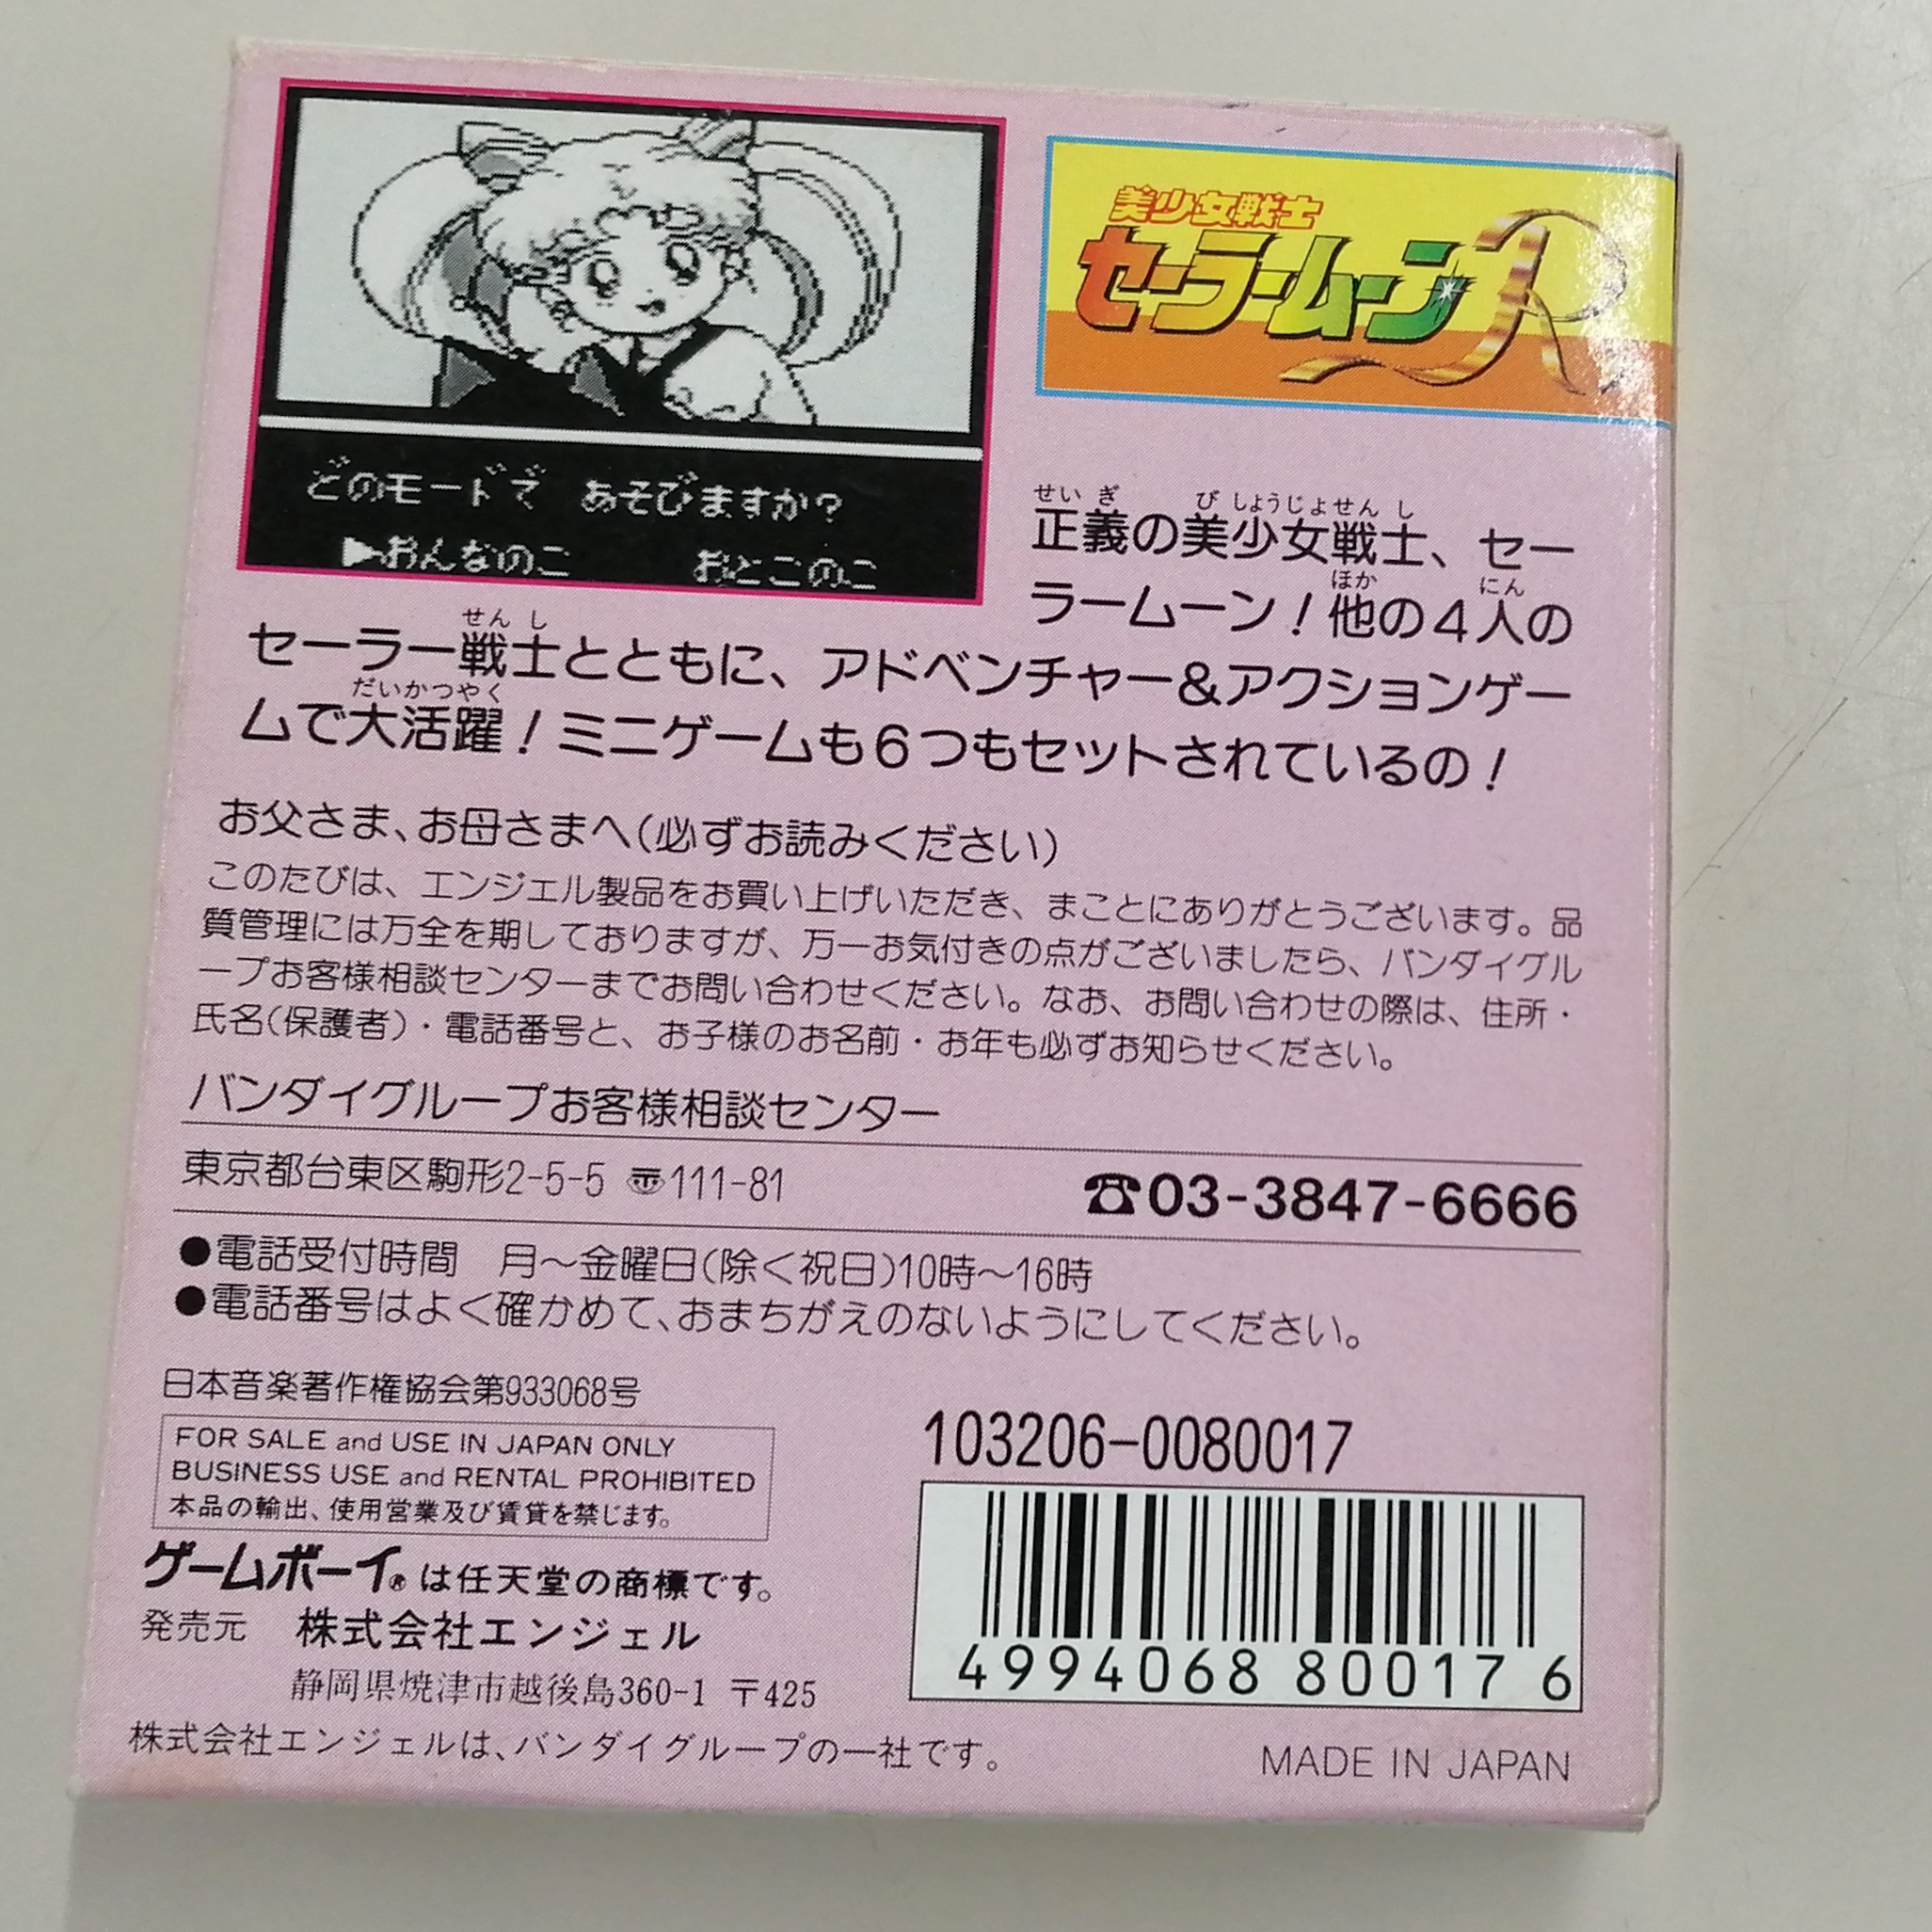 どのモードで あそびますか?
▶おんなのこ おとこのこ
美少女戦士
セーラームーンR
せいぎ びしょうじょせんし
正義の美少女戦士、セー
ほか にん
ラームーン!他の4人の
せんし
セーラー戦士とともに、アドベンチャー&アクションゲー
だいかつやく
ムで大活躍!ミニゲームも6つもセットされているの!
お父さま、お母さまへ(必ずお読みください)
このたびは、エンジェル製品をお買い上げいただき、まことにありがとうございます。品
質管理には万全を期しておりますが、万一お気付きの点がございましたら、バンダイグル
ープお客様相談センターまでお問い合わせください。なお、お問い合わせの際は、住所・
氏名(保護者)・電話番号と、お子様のお名前・お年も必ずお知らせください。
バンダイグループお客様相談センター
東京都台東区駒形2-5-5 〠111-81 ☎03-3847-6666
●電話受付時間 月〜金曜日(除く祝日)10時〜16時
●電話番号はよく確かめて、おまちがえのないようにしてください。
日本音楽著作権協会第933068号
FOR SALE and USE IN JAPAN ONLY
BUSINESS USE and RENTAL PROHIBITED
本品の輸出、使用営業及び賃貸を禁じます。
ゲームボーイ®は任天堂の商標です。
発売元 株式会社エンジェル
静岡県焼津市越後島360-1 〒425
株式会社エンジェルは、バンダイグループの一社です。
103206-0080017
4994068 80017 6
MADE IN JAPAN